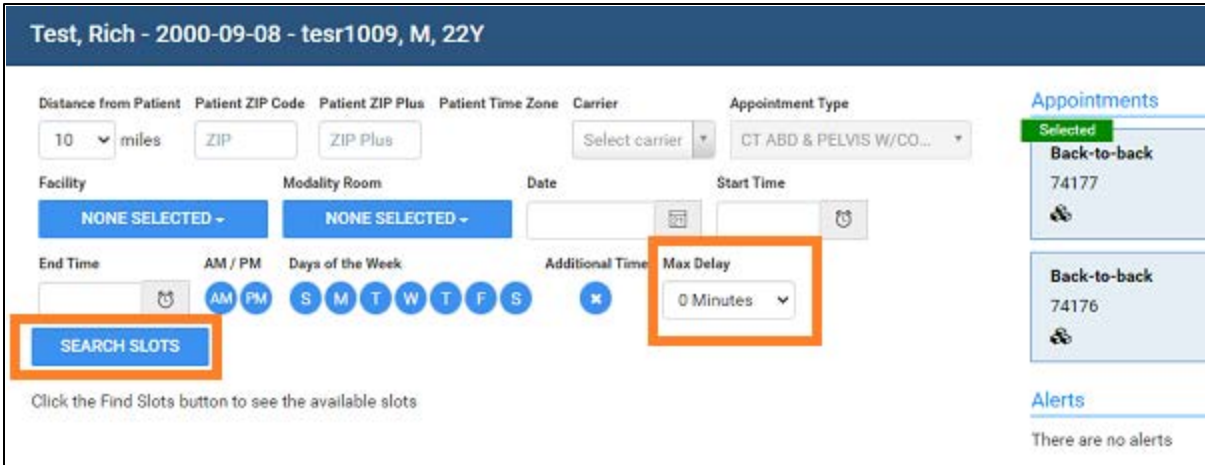 Test, Rich - 2000-09-08 - tesr1009, M, 22Y
Distance from Patient Patient ZIP Code Patient ZIP Plus Patient Time Zone Carrier Appointment Type
10 miles ZIP ZIP Plus Select carrier CT ABD & PELVIS W/CO...
Facility Modality Room Date Start Time
NONE SELECTED NONE SELECTED
End Time AM / PM Days of the Week Additional Time Max Delay
AM PM S M T W T F S 0 Minutes
SEARCH SLOTS
Click the Find Slots button to see the available slots
Appointments
Selected
Back-to-back
74177
Back-to-back
74176
Alerts
There are no alerts